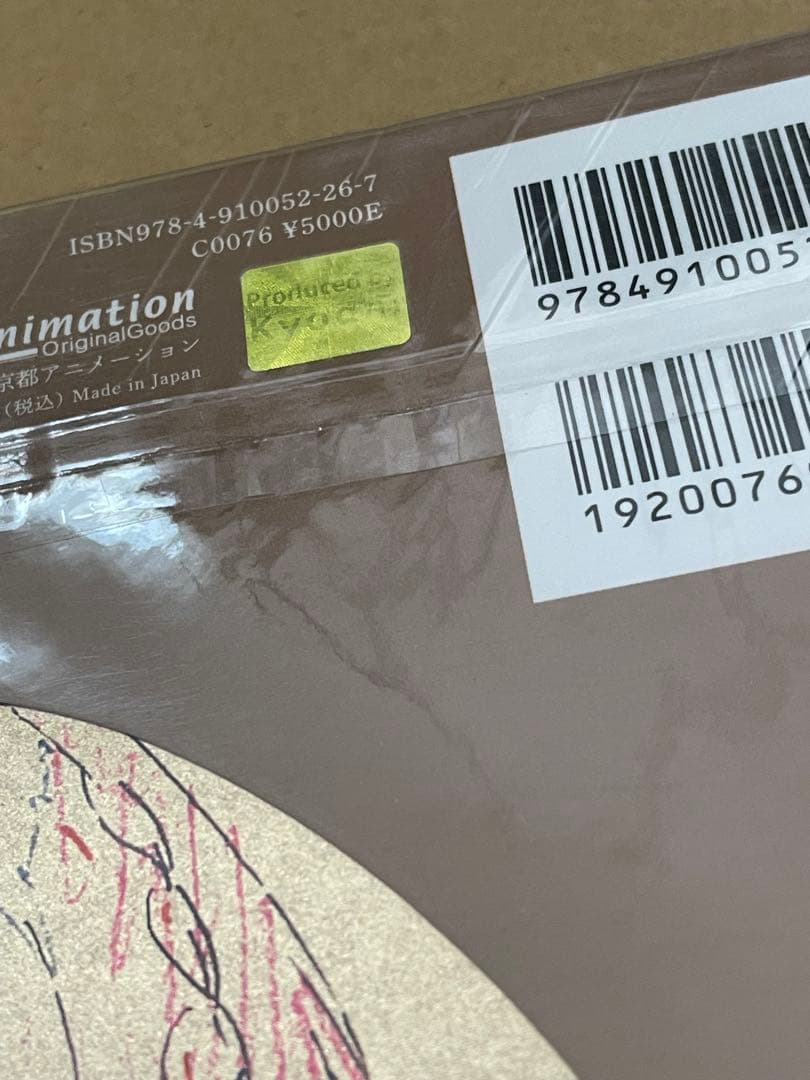 ISBN978-4-910052-26-7
C0076 ¥5000E
nimation
OriginalGoods
京都アニメーション
(税込) Made in Japan
Produced by
9784910052
1920076